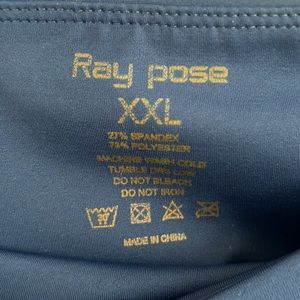 Ray pose
XXL
27% SPANDEX
73% POLYESTER
MACHINE WASH COLD
TUMBLE DRY LOW
DO NOT BLEACH
DO NOT IRON
30°
MADE IN CHINA